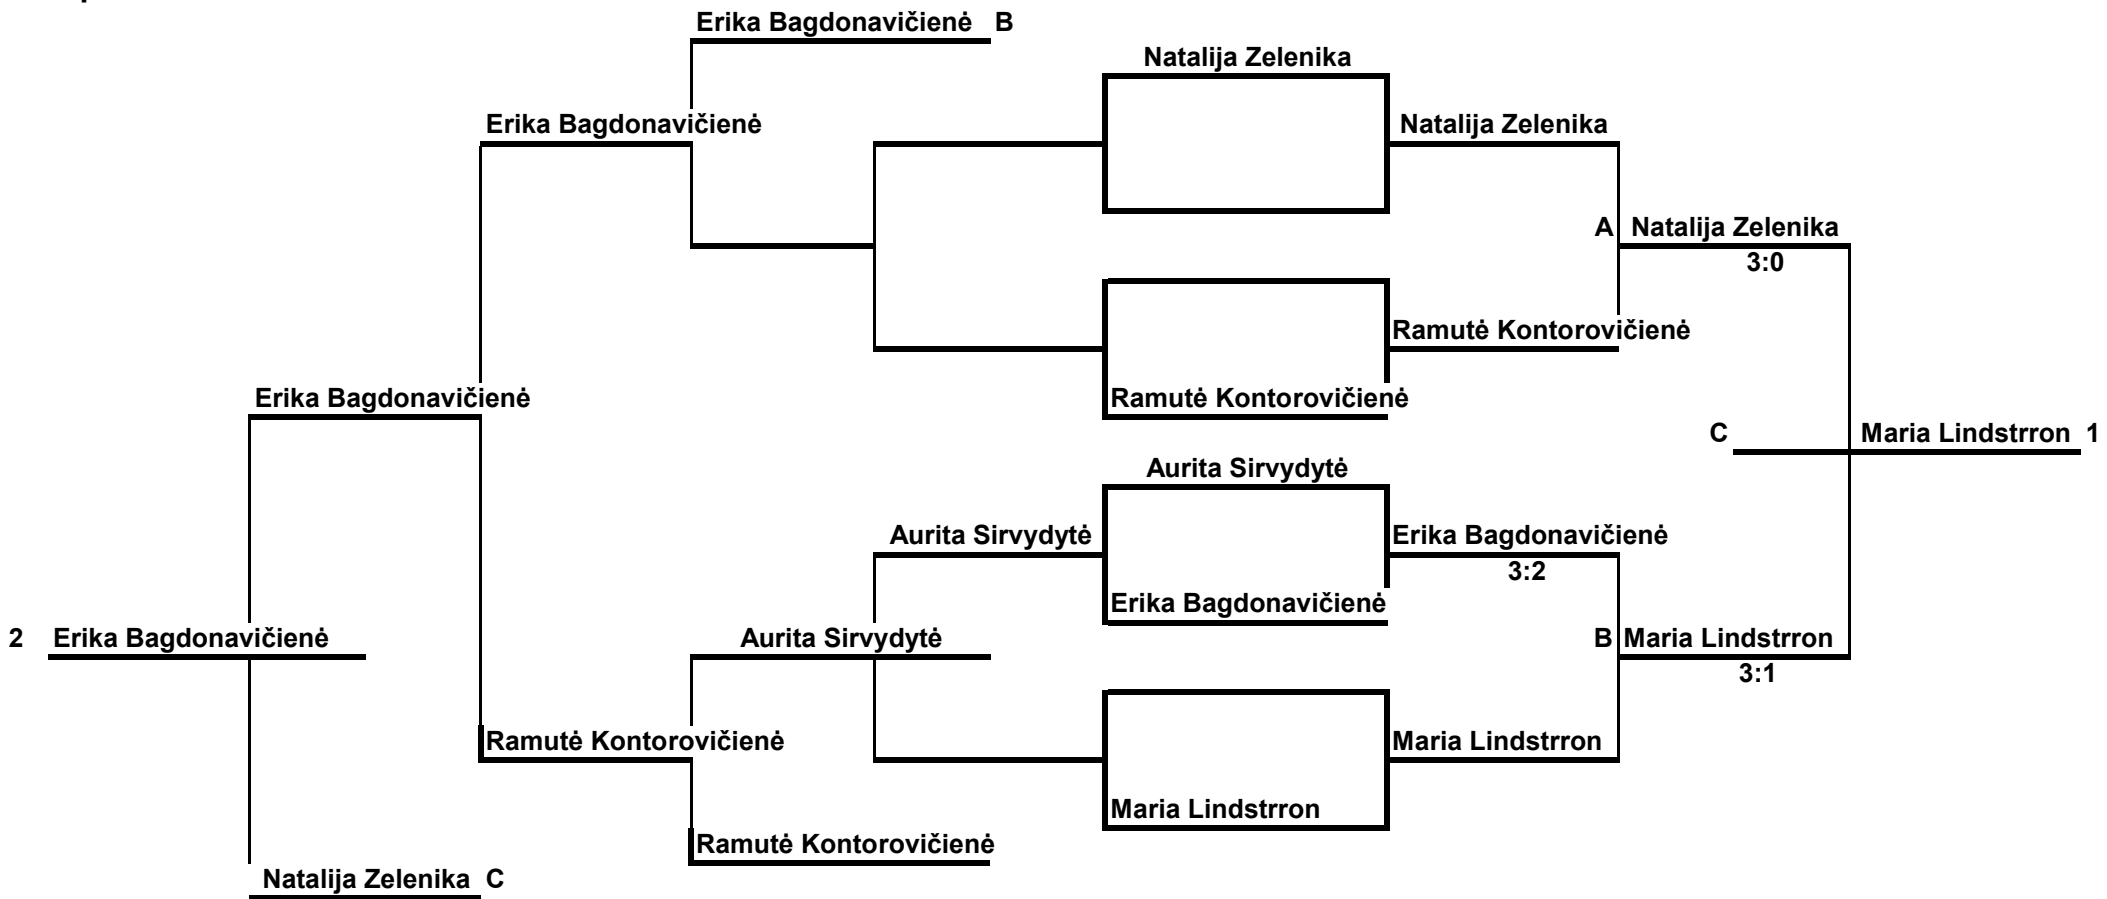 Erika Bagdonavičienė B
Natalija Zelenika
Erika Bagdonavičienė
Natalija Zelenika
A Natalija Zelenika
3:0
Ramutė Kontorovičienė
Erika Bagdonavičienė
Ramutė Kontorovičienė
C Maria Lindstrron 1
Aurita Sirvydytė
Aurita Sirvydytė
Erika Bagdonavičienė
3:2
Erika Bagdonavičienė
2 Erika Bagdonavičienė
Aurita Sirvydytė
B Maria Lindstrron
3:1
Ramutė Kontorovičienė
Maria Lindstrron
Maria Lindstrron
Ramutė Kontorovičienė
Natalija Zelenika C